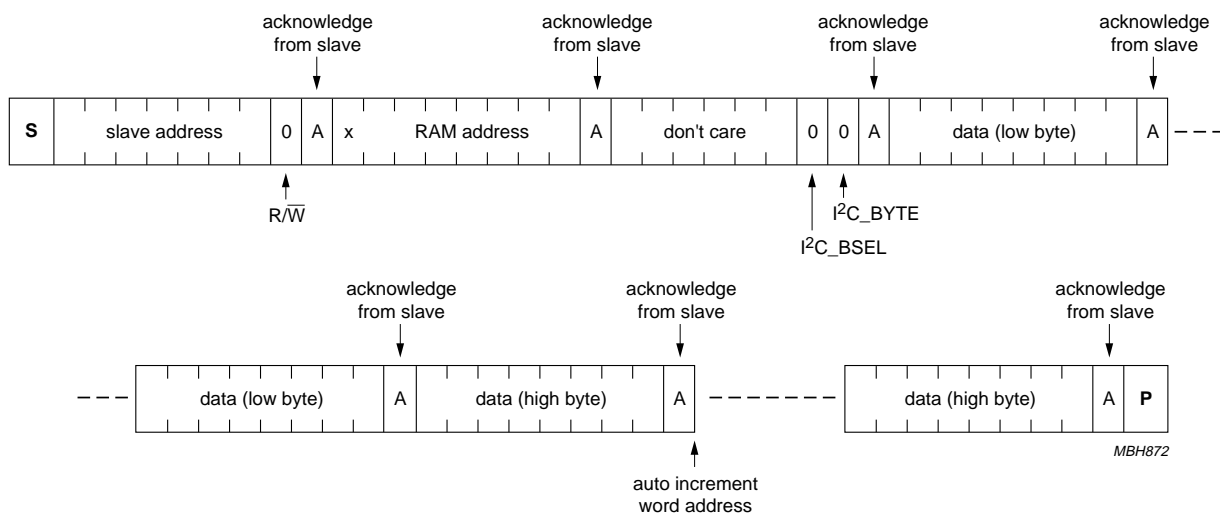 acknowledge
from slave
acknowledge
from slave
acknowledge
from slave
acknowledge
from slave
S slave address 0 A x RAM address A don't care 0 0 A data (low byte) A
R/W̅
I²C_BYTE
I²C_BSEL
acknowledge
from slave
acknowledge
from slave
acknowledge
from slave
data (low byte) A data (high byte) A data (high byte) A P
MBH872
auto increment
word address